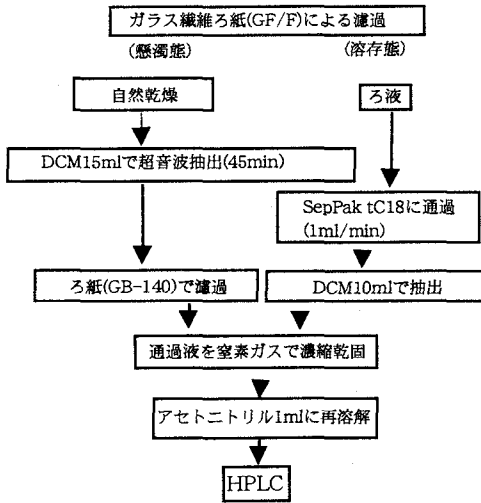 ガラス繊維ろ紙(GF/F)による濾過
(懸濁態)
(溶存態)
自然乾燥
ろ液
DCM15mlで超音波抽出(45min)
SepPak tC18に通過
(1ml/min)
ろ紙(GB-140)で濾過
DCM10mlで抽出
通過液を窒素ガスで濃縮乾固
アセトニトリル1mlに再溶解
HPLC